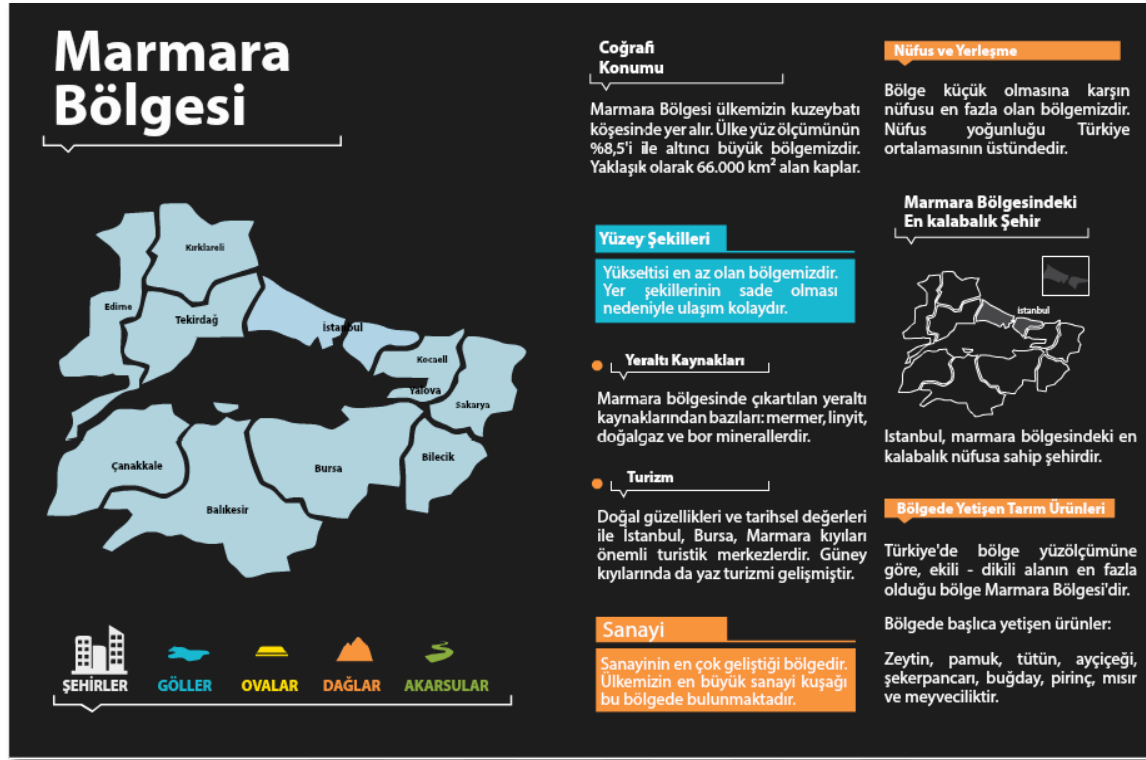 Marmara
Bölgesi
Kırklareli
Edirne
Tekirdağ
İstanbul
Kocaeli
Yalova
Sakarya
Çanakkale
Bursa
Bilecik
Balıkesir
ŞEHİRLER
GÖLLER
OVALAR
DAĞLAR
AKARSULAR
Coğrafi
Konumu
Marmara Bölgesi ülkemizin kuzeybatı
köşesinde yer alır. Ülke yüz ölçümünün
%8,5'i ile altıncı büyük bölgemizdir.
Yaklaşık olarak 66.000 km² alan kaplar.
Yüzey Şekilleri
Yükseltisi en az olan bölgemizdir.
Yer şekillerinin sade olması
nedeniyle ulaşım kolaydır.
Yeraltı Kaynakları
Marmara bölgesinde çıkartılan yeraltı
kaynaklarından bazıları: mermer, linyit,
doğalgaz ve bor minerallerdir.
Turizm
Doğal güzellikleri ve tarihsel değerleri
ile İstanbul, Bursa, Marmara kıyıları
önemli turistik merkezlerdir. Güney
kıyılarında da yaz turizmi gelişmiştir.
Sanayi
Sanayinin en çok geliştiği bölgedir.
Ülkemizin en büyük sanayi kuşağı
bu bölgede bulunmaktadır.
Nüfus ve Yerleşme
Bölge küçük olmasına karşın
nüfusu en fazla olan bölgemizdir.
Nüfus yoğunluğu Türkiye
ortalamasının üstündedir.
Marmara Bölgesindeki
En kalabalık Şehir
istanbul
Istanbul, marmara bölgesindeki en
kalabalık nüfusa sahip şehirdir.
Bölgede Yetişen Tarım Ürünleri
Türkiye'de bölge yüzölçümüne
göre, ekili - dikili alanın en fazla
olduğu bölge Marmara Bölgesi'dir.
Bölgede başlıca yetişen ürünler:
Zeytin, pamuk, tütün, ayçiçeği,
şekerpancarı, buğday, pirinç, mısır
ve meyveciliktir.